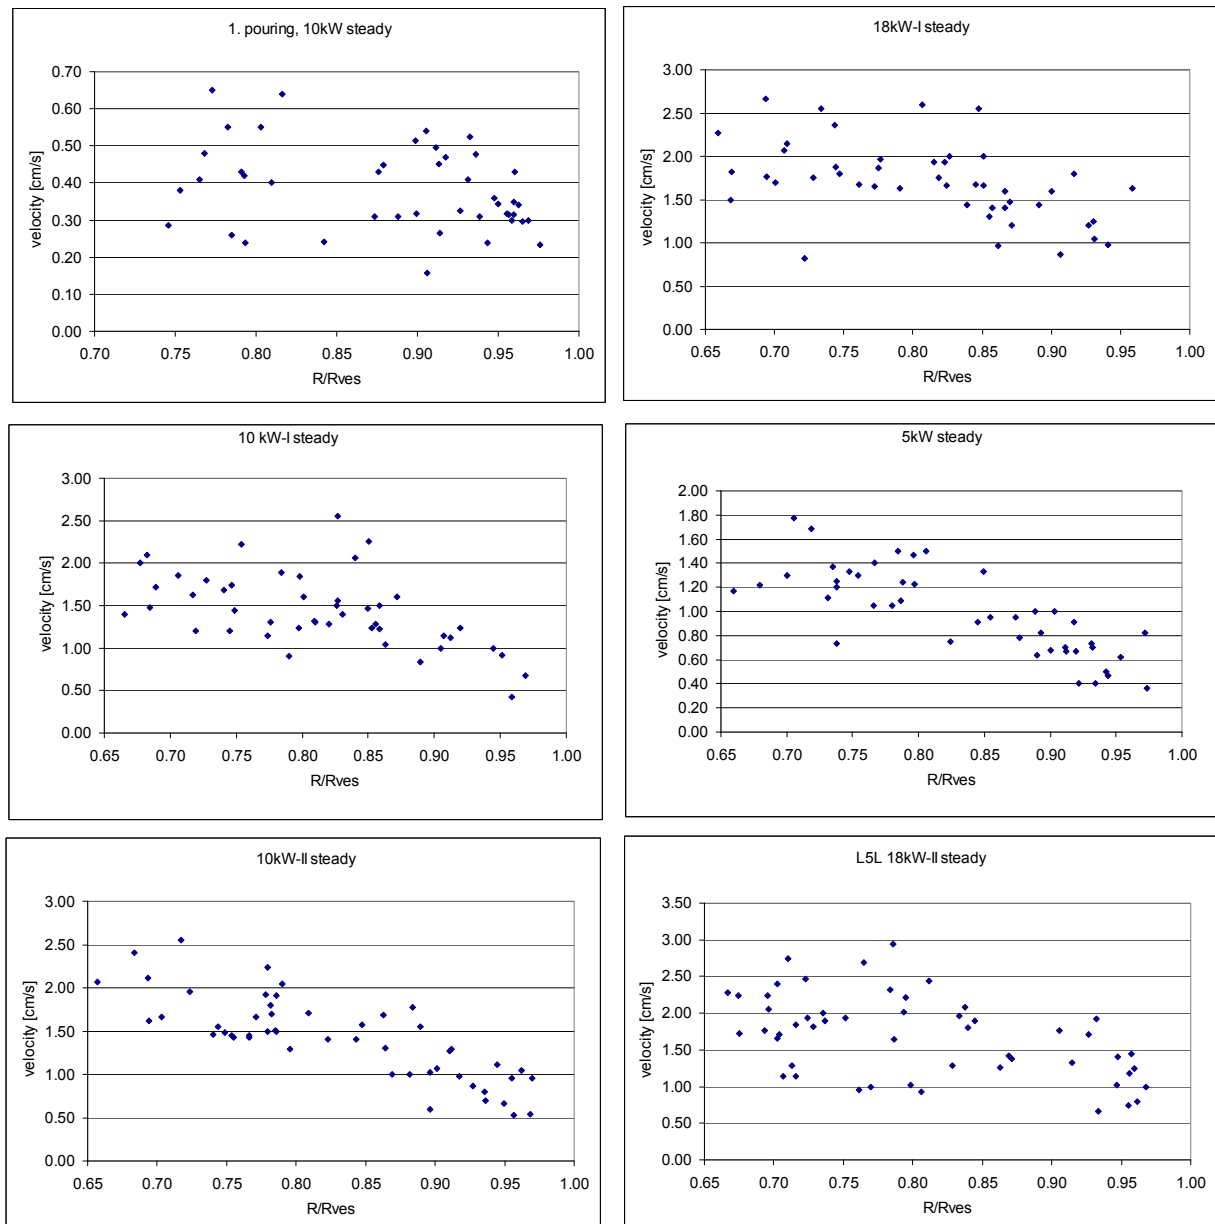 1. pouring, 10kW steady
0.70
0.60
0.50
0.40
0.30
0.20
0.10
0.00
velocity [cm/s]
0.70 0.75 0.80 0.85 0.90 0.95 1.00
R/Rves
18kW-I steady
3.00
2.50
2.00
1.50
1.00
0.50
0.00
velocity [cm/s]
0.65 0.70 0.75 0.80 0.85 0.90 0.95 1.00
R/Rves
10 kW-I steady
3.00
2.50
2.00
1.50
1.00
0.50
0.00
velocity [cm/s]
0.65 0.70 0.75 0.80 0.85 0.90 0.95 1.00
R/Rves
5kW steady
2.00
1.80
1.60
1.40
1.20
1.00
0.80
0.60
0.40
0.20
0.00
velocity [cm/s]
0.65 0.70 0.75 0.80 0.85 0.90 0.95 1.00
R/Rves
10kW-II steady
3.00
2.50
2.00
1.50
1.00
0.50
0.00
velocity [cm/s]
0.65 0.70 0.75 0.80 0.85 0.90 0.95 1.00
R/Rves
L5L 18kW-II steady
3.50
3.00
2.50
2.00
1.50
1.00
0.50
0.00
velocity [cm/s]
0.65 0.70 0.75 0.80 0.85 0.90 0.95 1.00
R/Rves